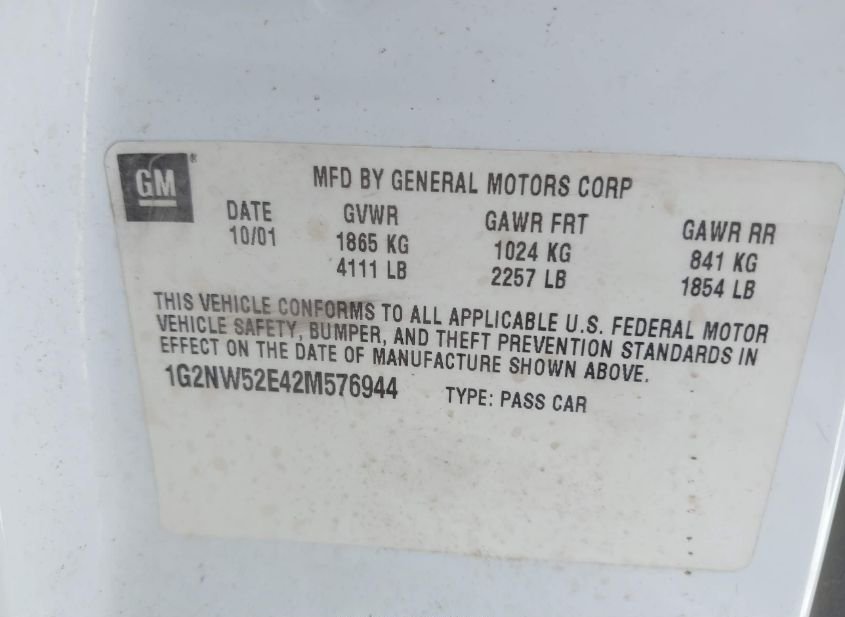 GM®
MFD BY GENERAL MOTORS CORP
DATE GVWR GAWR FRT GAWR RR
10/01 1865 KG 1024 KG 841 KG
4111 LB 2257 LB 1854 LB
THIS VEHICLE CONFORMS TO ALL APPLICABLE U.S. FEDERAL MOTOR
VEHICLE SAFETY, BUMPER, AND THEFT PREVENTION STANDARDS IN
EFFECT ON THE DATE OF MANUFACTURE SHOWN ABOVE.
1G2NW52E42M576944 TYPE: PASS CAR